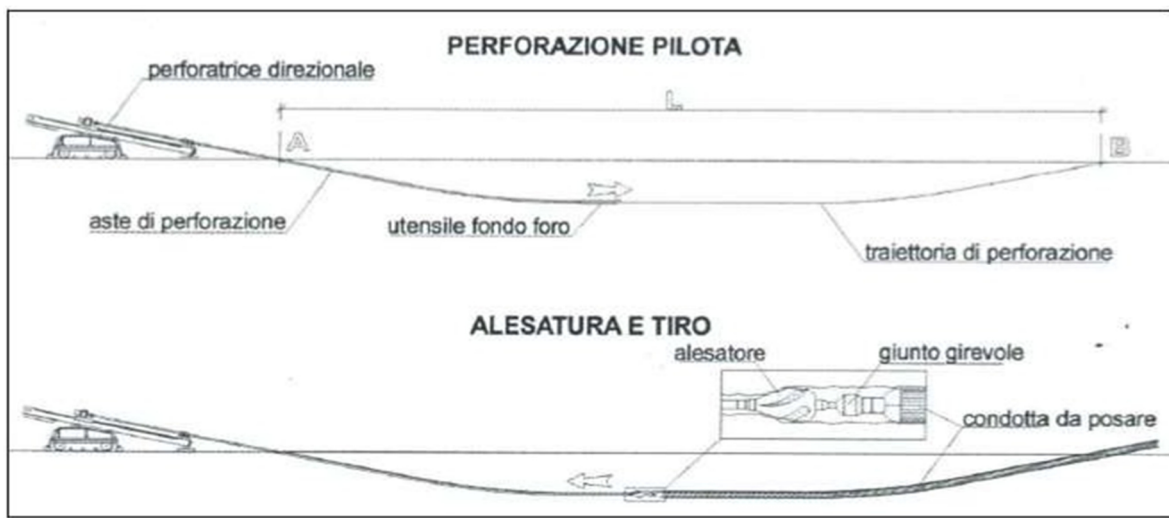 PERFORAZIONE PILOTA
perforatrice direzionale
L
A
B
aste di perforazione
utensile fondo foro
traiettoria di perforazione
ALESATURA E TIRO
alesatore
giunto girevole
condotta da posare